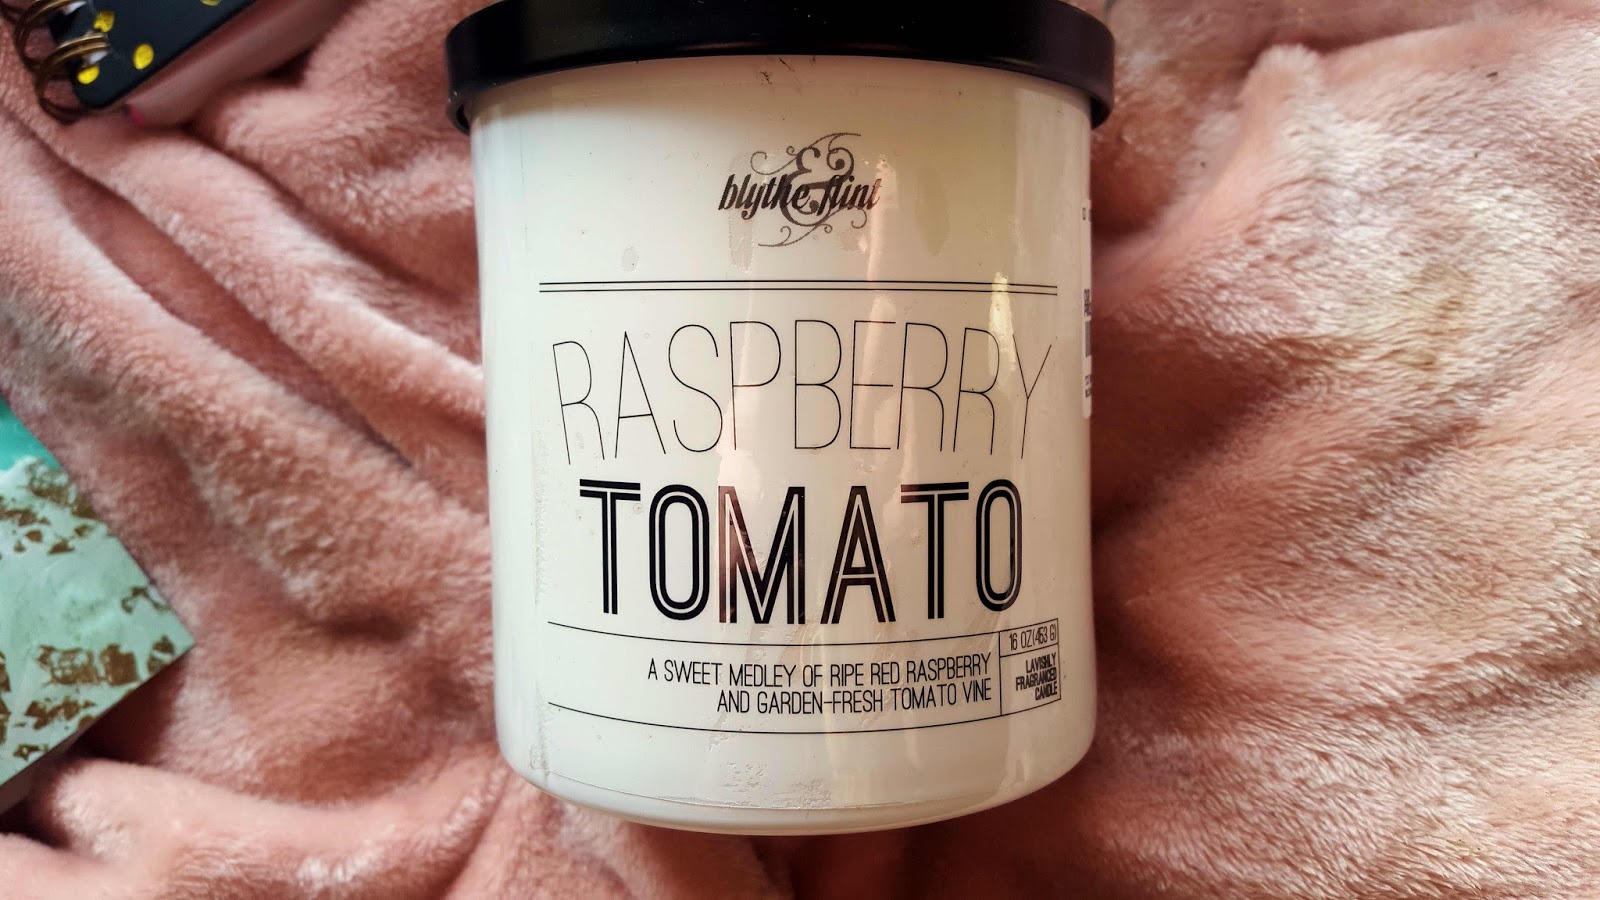 blythe & flint
RASPBERRY
TOMATO
A SWEET MEDLEY OF RIPE RED RASPBERRY
AND GARDEN-FRESH TOMATO VINE
16 OZ (453 G)
LAVISHLY
FRAGRANCED
CANDLE